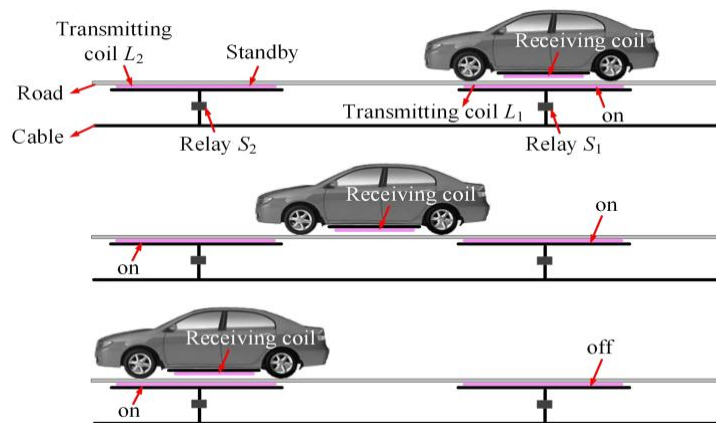 Transmitting
coil L2
Standby
Receiving coil
Road
Transmitting coil L1
on
Cable
Relay S2
Relay S1
Receiving coil
on
on
Receiving coil
off
on